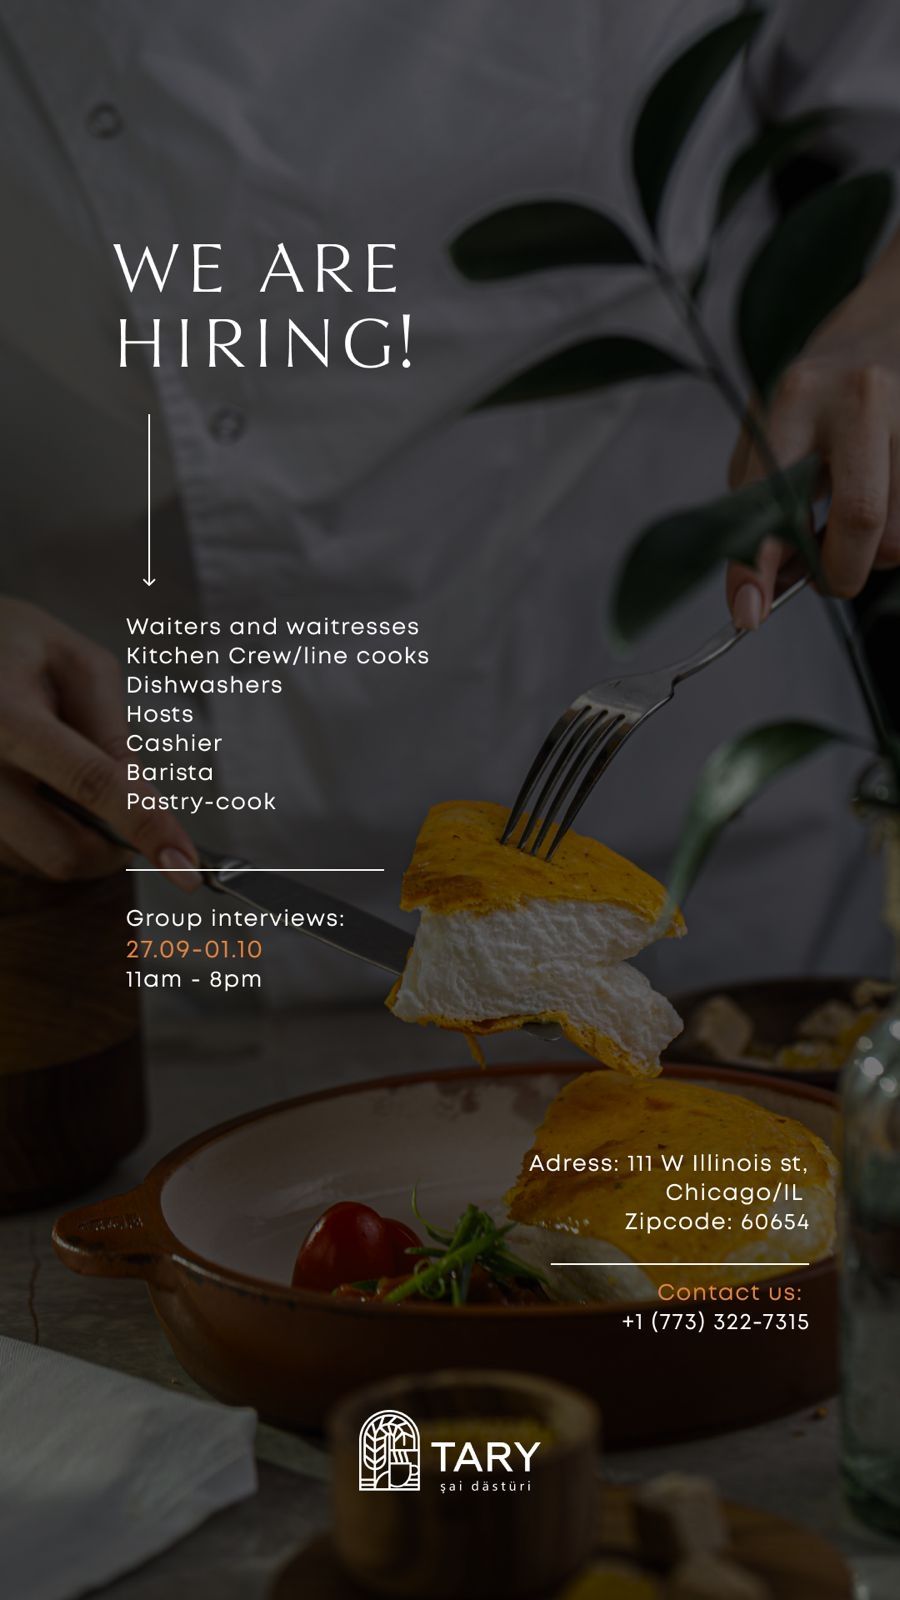 WE ARE
HIRING!
Waiters and waitresses
Kitchen Crew/line cooks
Dishwashers
Hosts
Cashier
Barista
Pastry-cook
Group interviews:
27.09-01.10
11am - 8pm
Adress: 111 W Illinois st,
Chicago/IL
Zipcode: 60654
Contact us:
+1 (773) 322-7315
TARY
şai dästüri